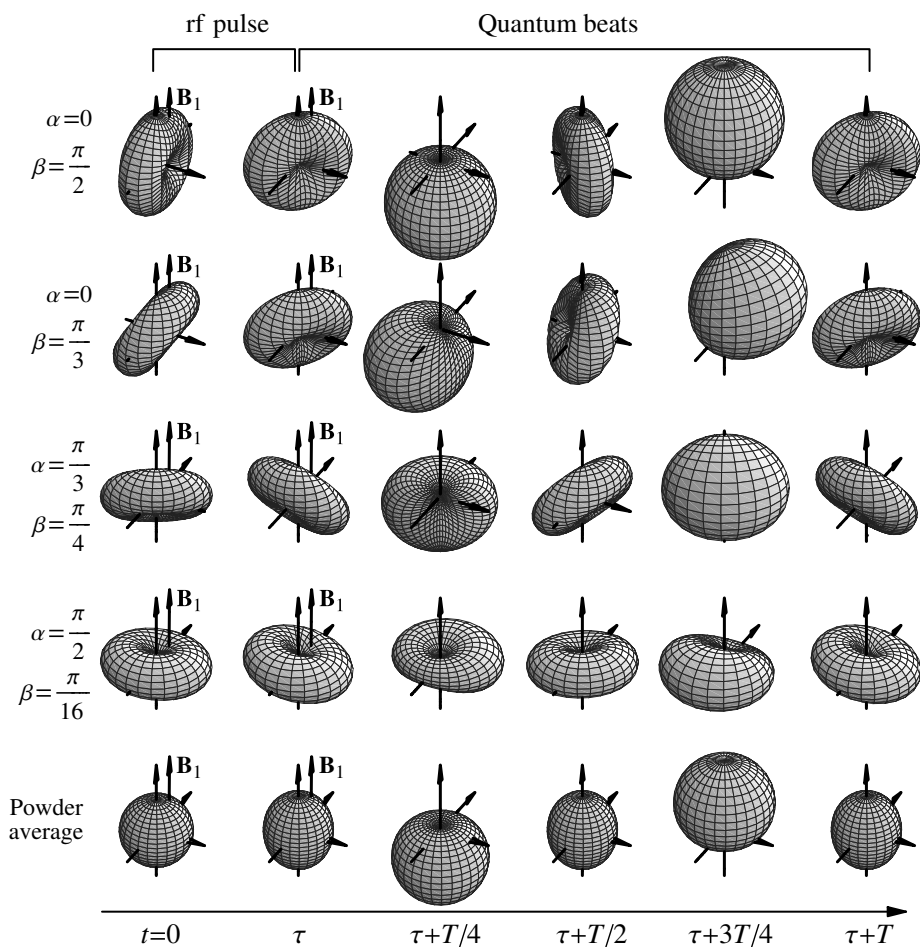 rf pulse Quantum beats
B₁ B₁
α=0
β=π/2
B₁ B₁
α=0
β=π/3
B₁ B₁
α=π/3
β=π/4
B₁ B₁
α=π/2
β=π/16
B₁ B₁
Powder
average
t=0 τ τ+T/4 τ+T/2 τ+3T/4 τ+T